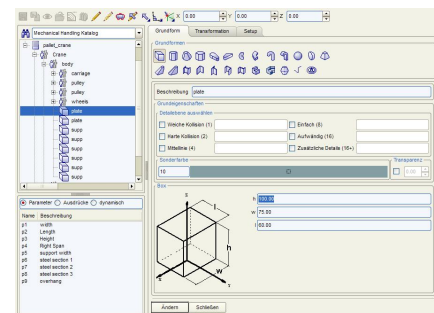 X 0.00 Y 0.00 Z 0.00
Mechanical Handling Katalog
pallet_crane
Crane
body
carriage
pulley
pulley
wheels
plate
plate
supp
supp
supp
supp
supp
Parameter Ausdrücke dynamisch
Name Beschreibung
p1 width
p2 Length
p3 Height
p4 Right Span
p5 support width
p6 steel section 1
p7 steel section 2
p8 steel section 3
p9 overhang
Grundform Transformation Setup
Grundformen
Beschreibung plate
Grundeigenschaften
Detailebene auswählen
Weiche Kollision (1) Einfach (8)
Harte Kollision (2) Aufwändig (16)
Mittellinie (4) Zusätzliche Details (16+)
Sonderfarbe Transparenz
10 0.00
Box
s
l
h
w
h 100.00
w 75.00
l 60.00
Ändern Schließen